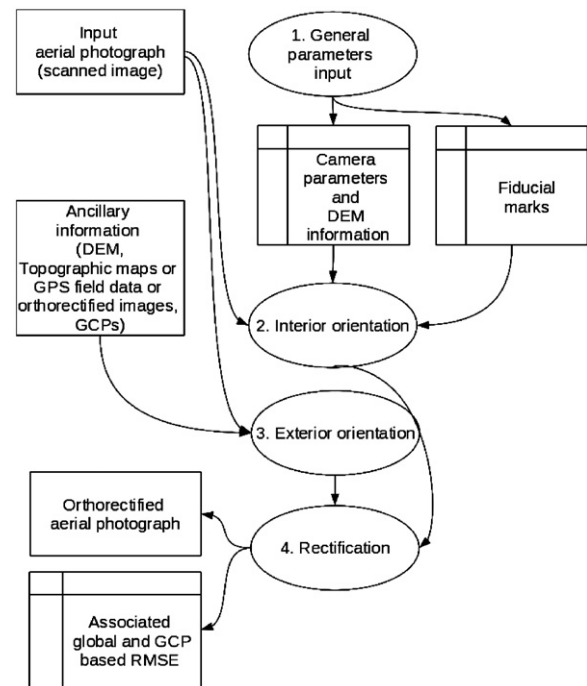 Input
aerial photograph
(scanned image)
1. General
parameters
input
Camera
parameters
and
DEM
information
Fiducial
marks
Ancillary
information
(DEM,
Topographic maps or
GPS field data or
orthorectified images,
GCPs)
2. Interior orientation
3. Exterior orientation
Orthorectified
aerial photograph
4. Rectification
Associated
global and GCP
based RMSE